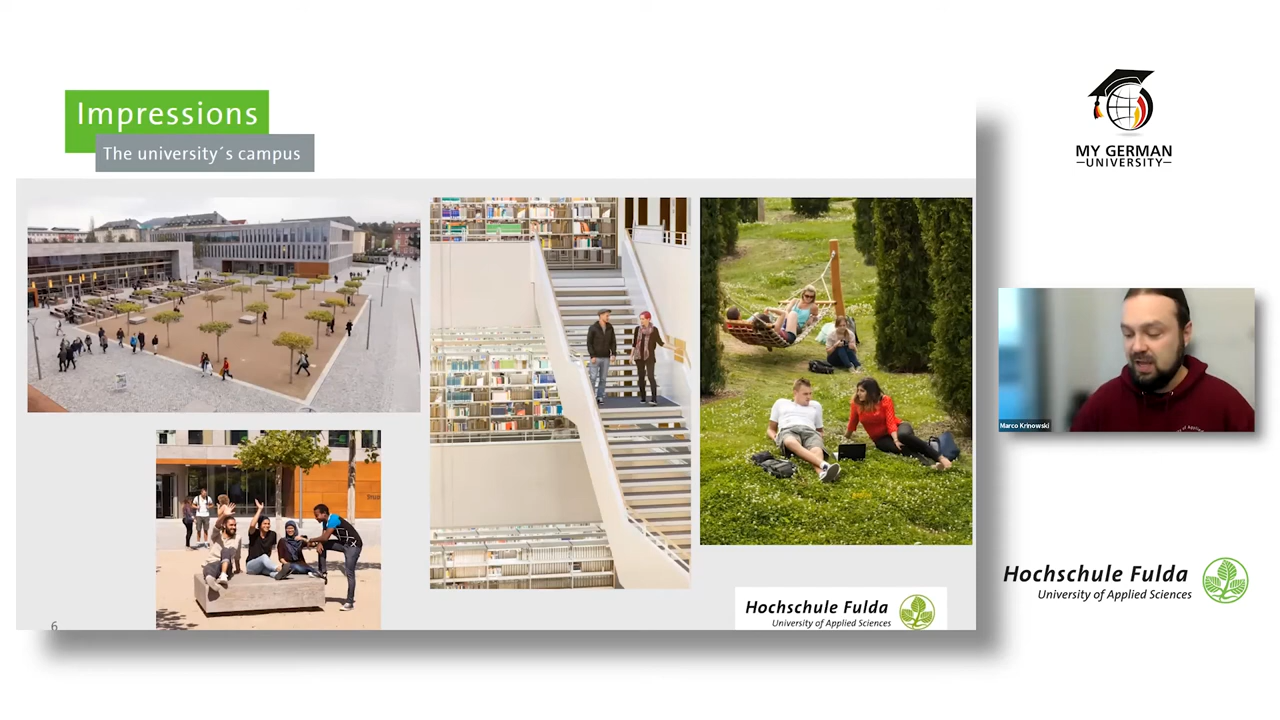 Impressions
The university´s campus
6
Hochschule Fulda
University of Applied Sciences
MY GERMAN
UNIVERSITY
Marco Krinowski
Hochschule Fulda
University of Applied Sciences